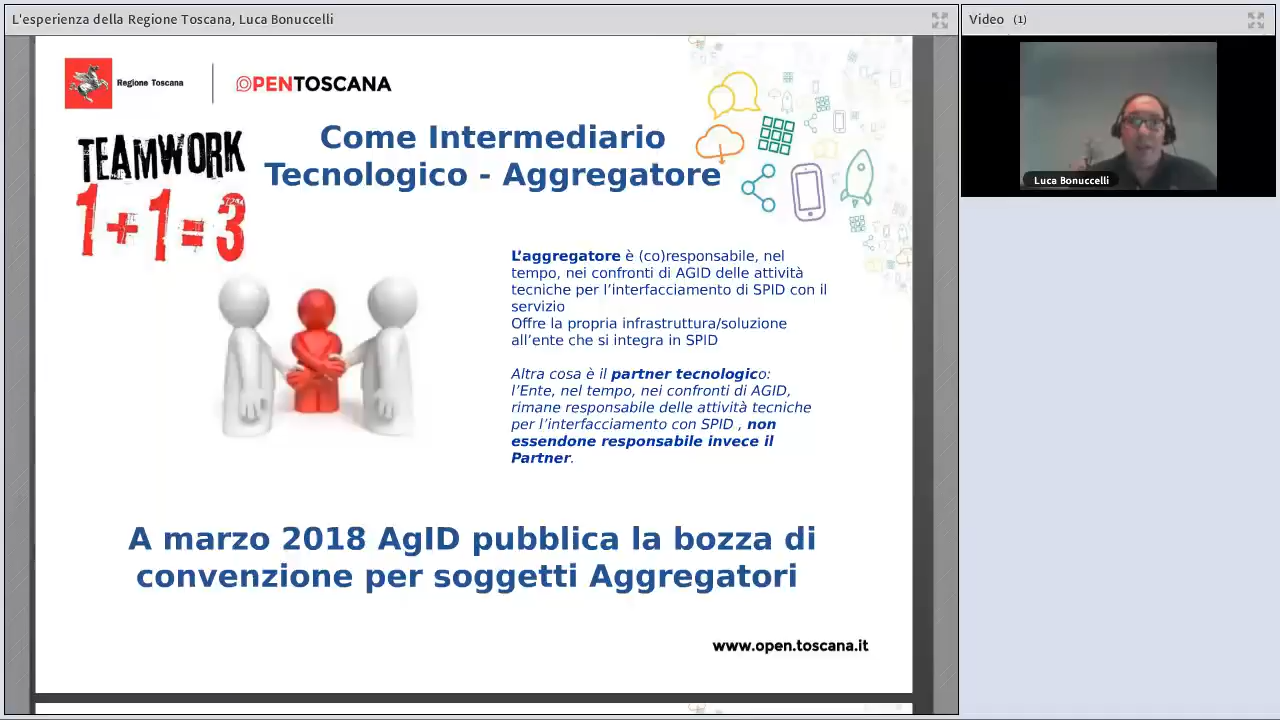 L'esperienza della Regione Toscana, Luca Bonuccelli
Video (1)
Regione Toscana
OPENTOSCANA
TEAMWORK
1+1=3
Come Intermediario
Tecnologico - Aggregatore
Luca Bonuccelli
L’aggregatore è (co)responsabile, nel
tempo, nei confronti di AGID delle attività
tecniche per l’interfacciamento di SPID con il
servizio
Offre la propria infrastruttura/soluzione
all’ente che si integra in SPID
Altra cosa è il partner tecnologico:
l’Ente, nel tempo, nei confronti di AGID,
rimane responsabile delle attività tecniche
per l’interfacciamento con SPID , non
essendone responsabile invece il
Partner.
A marzo 2018 AgID pubblica la bozza di
convenzione per soggetti Aggregatori
www.open.toscana.it